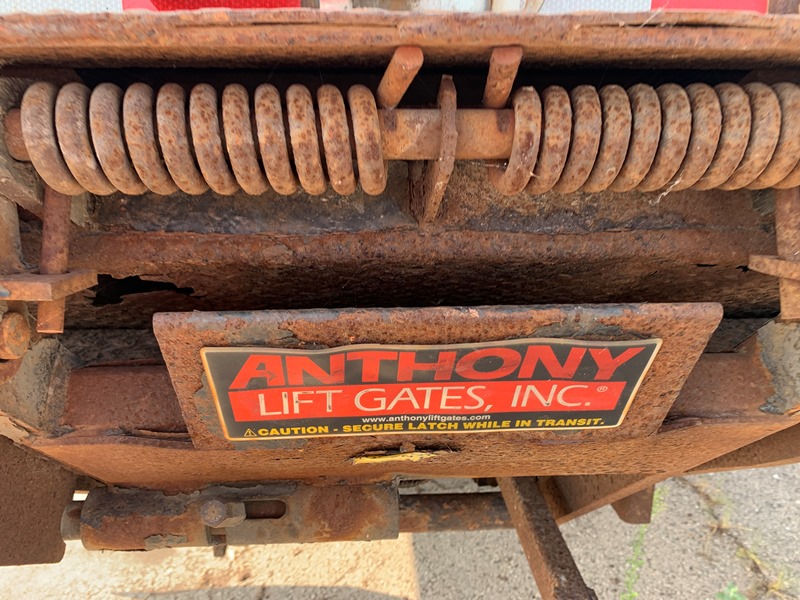 ANTHONY
LIFT GATES, INC.®
www.anthonyliftgates.com
⚠CAUTION - SECURE LATCH WHILE IN TRANSIT.